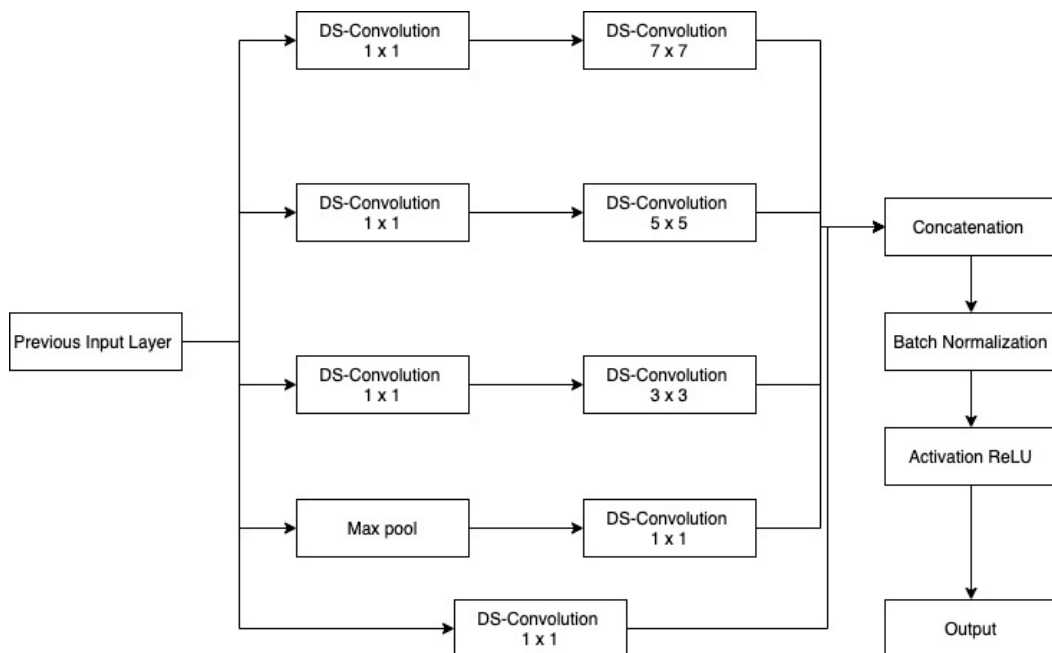 DS-Convolution
1 x 1
DS-Convolution
7 x 7
DS-Convolution
1 x 1
DS-Convolution
5 x 5
Concatenation
Previous Input Layer
Batch Normalization
DS-Convolution
1 x 1
DS-Convolution
3 x 3
Activation ReLU
Max pool
DS-Convolution
1 x 1
DS-Convolution
1 x 1
Output